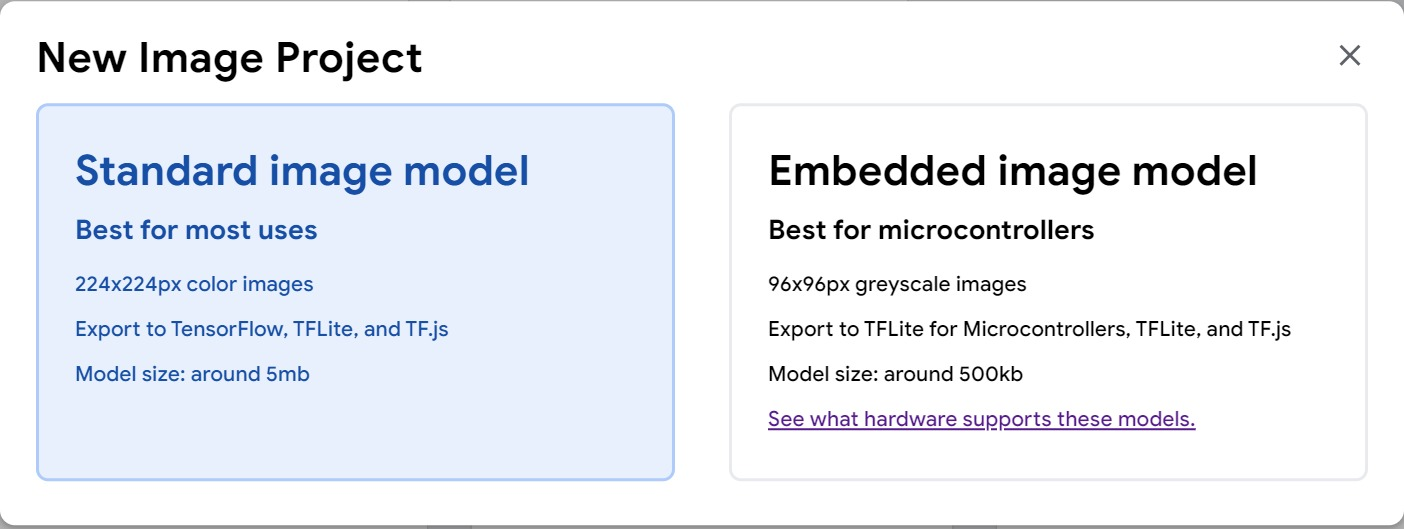 New Image Project
Standard image model
Best for most uses
224x224px color images
Export to TensorFlow, TFLite, and TF.js
Model size: around 5mb
Embedded image model
Best for microcontrollers
96x96px greyscale images
Export to TFLite for Microcontrollers, TFLite, and TF.js
Model size: around 500kb
See what hardware supports these models.